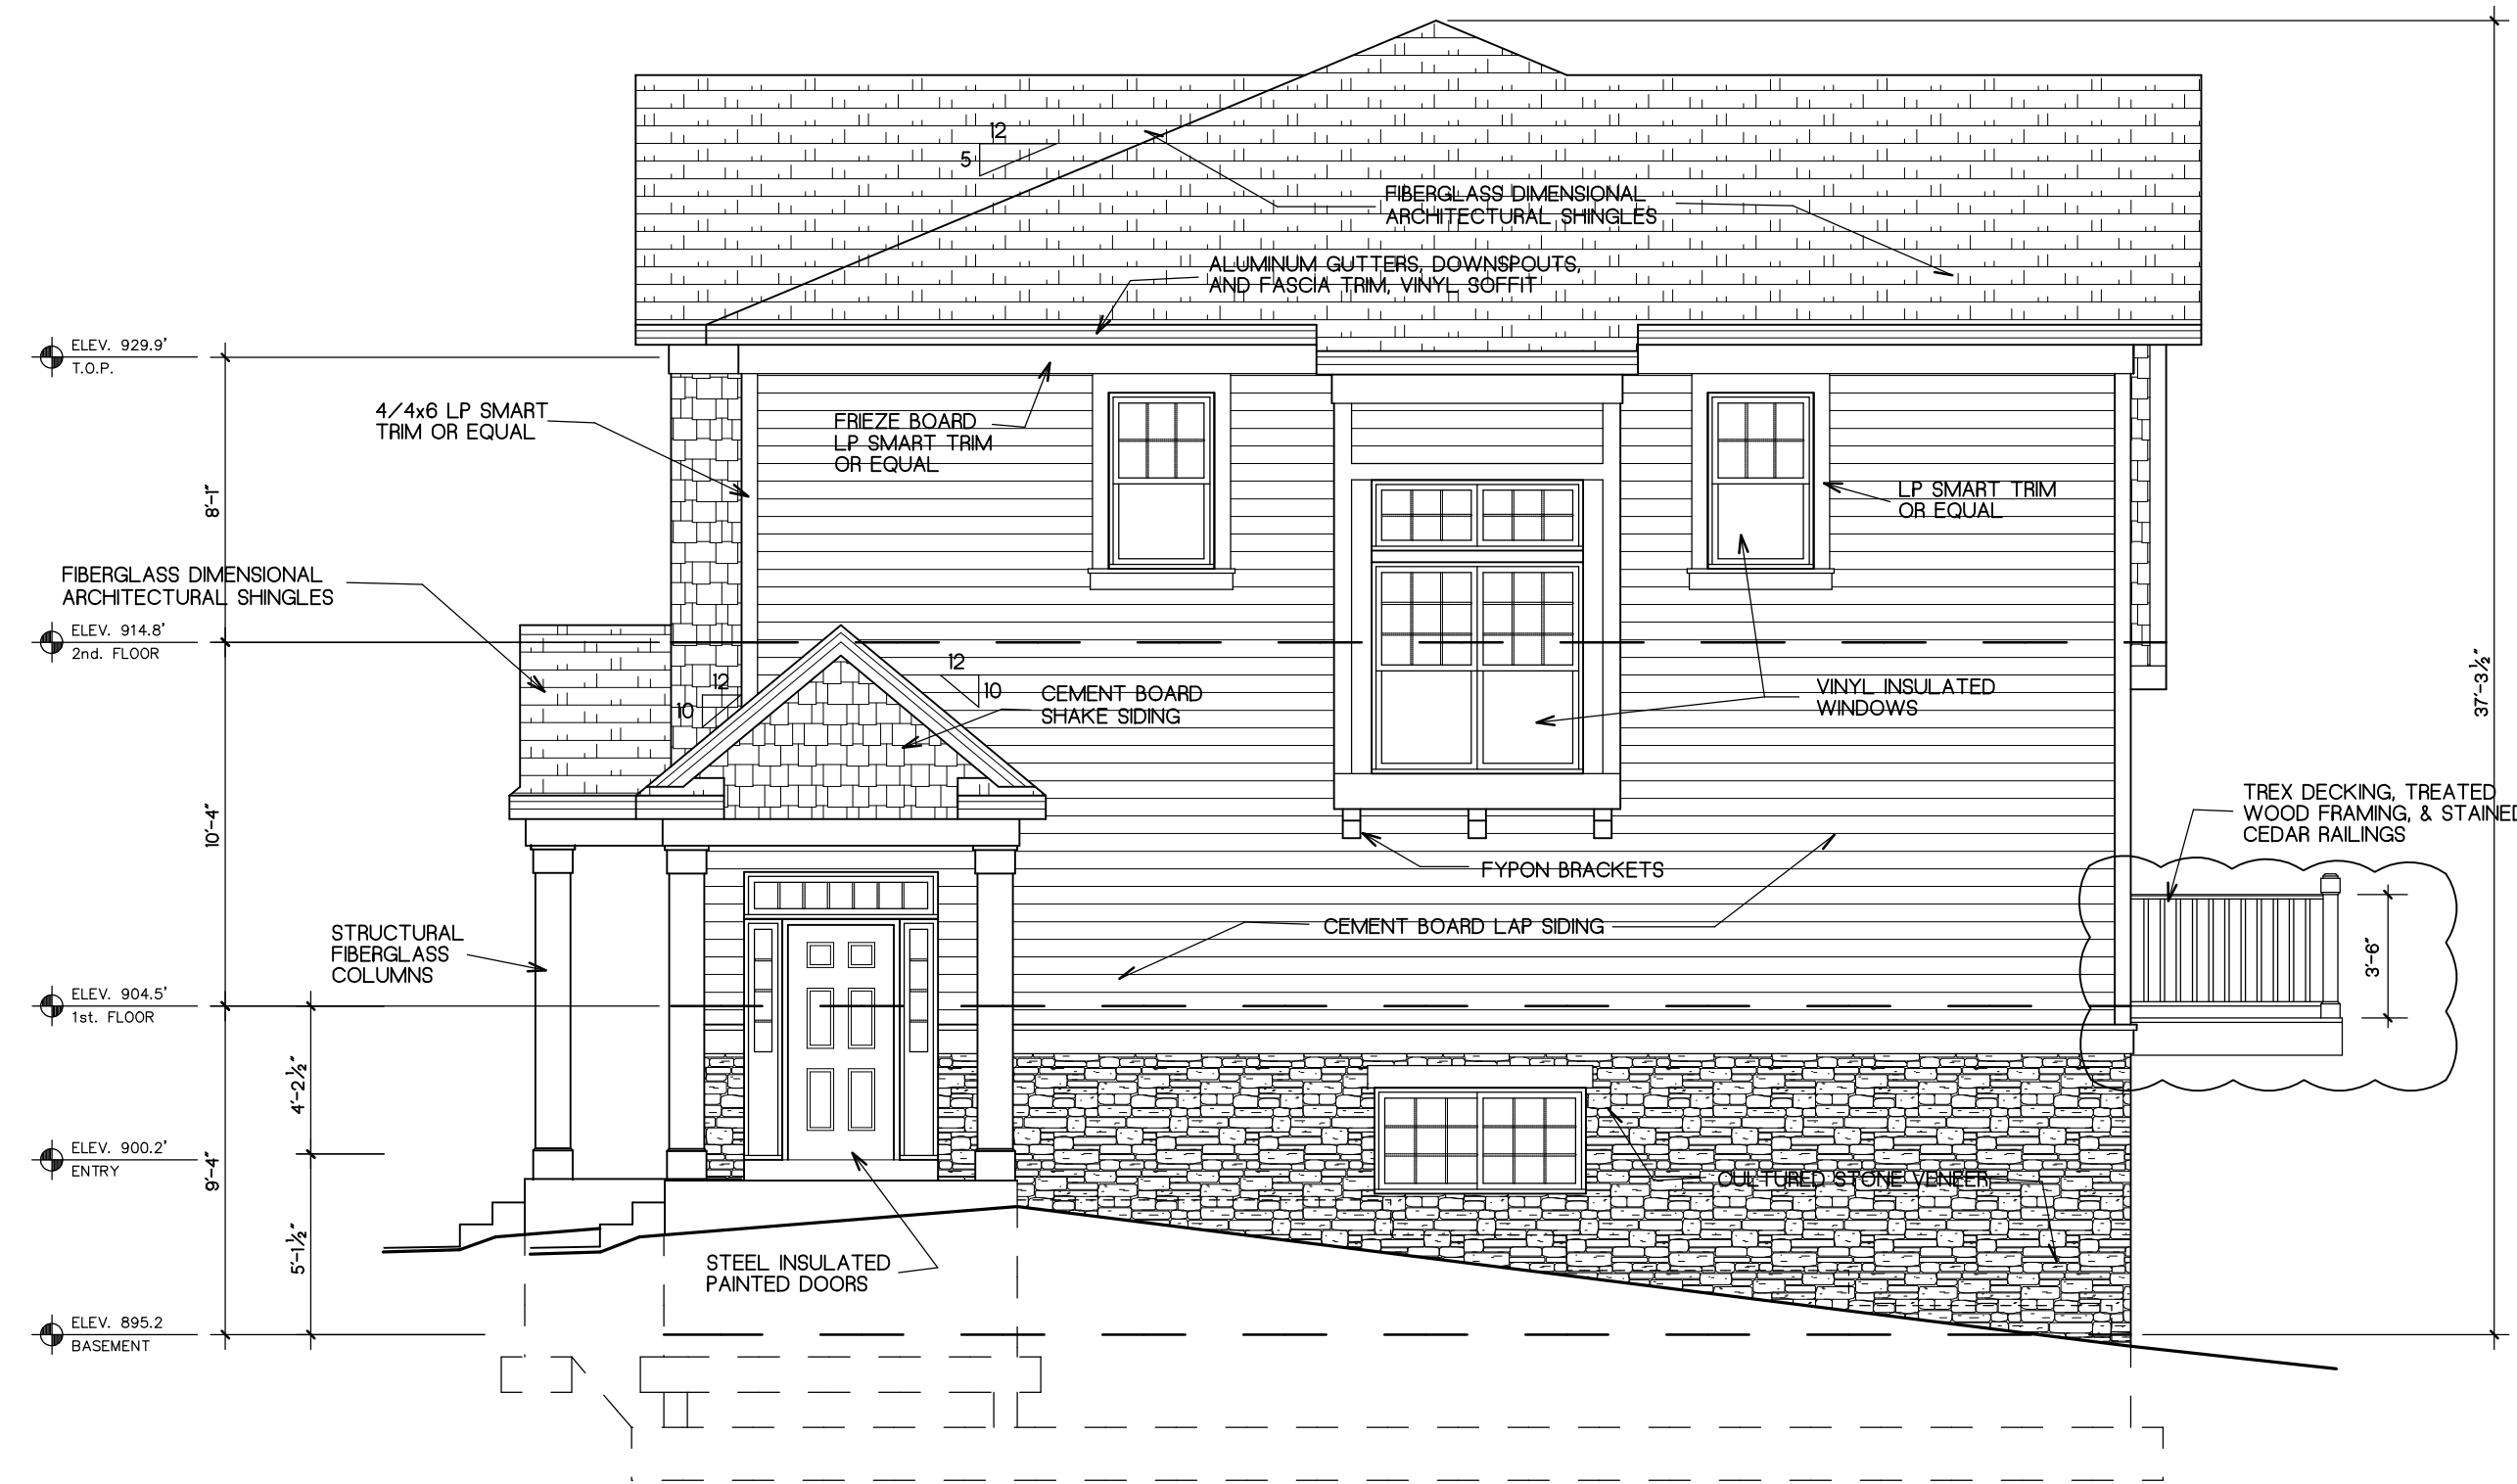 12
5
FIBERGLASS DIMENSIONAL
ARCHITECTURAL SHINGLES
ALUMINUM GUTTERS, DOWNSPOUTS,
AND FASCIA TRIM, VINYL SOFFIT
ELEV. 929.9'
T.O.P.
4/4x6 LP SMART
TRIM OR EQUAL
FRIEZE BOARD
LP SMART TRIM
OR EQUAL
8'-1"
LP SMART TRIM
OR EQUAL
FIBERGLASS DIMENSIONAL
ARCHITECTURAL SHINGLES
ELEV. 914.8'
2nd. FLOOR
12
10
12
10
CEMENT BOARD
SHAKE SIDING
VINYL INSULATED
WINDOWS
37'-3½"
10'-4"
TREX DECKING, TREATED
WOOD FRAMING, & STAINED
CEDAR RAILINGS
FYPON BRACKETS
CEMENT BOARD LAP SIDING
STRUCTURAL
FIBERGLASS
COLUMNS
3'-6"
ELEV. 904.5'
1st. FLOOR
4'-2½"
ELEV. 900.2'
ENTRY
9'-4"
CULTURED STONE VENEER
5'-1½"
STEEL INSULATED
PAINTED DOORS
ELEV. 895.2
BASEMENT